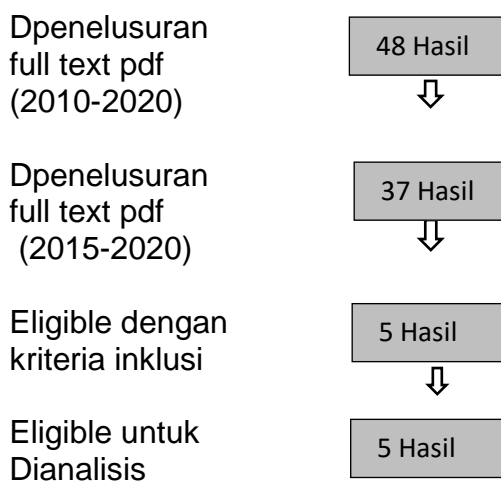 Dpenelusuran
full text pdf
(2010-2020)
48 Hasil
Dpenelusuran
full text pdf
(2015-2020)
37 Hasil
Eligible dengan
kriteria inklusi
5 Hasil
Eligible untuk
Dianalisis
5 Hasil